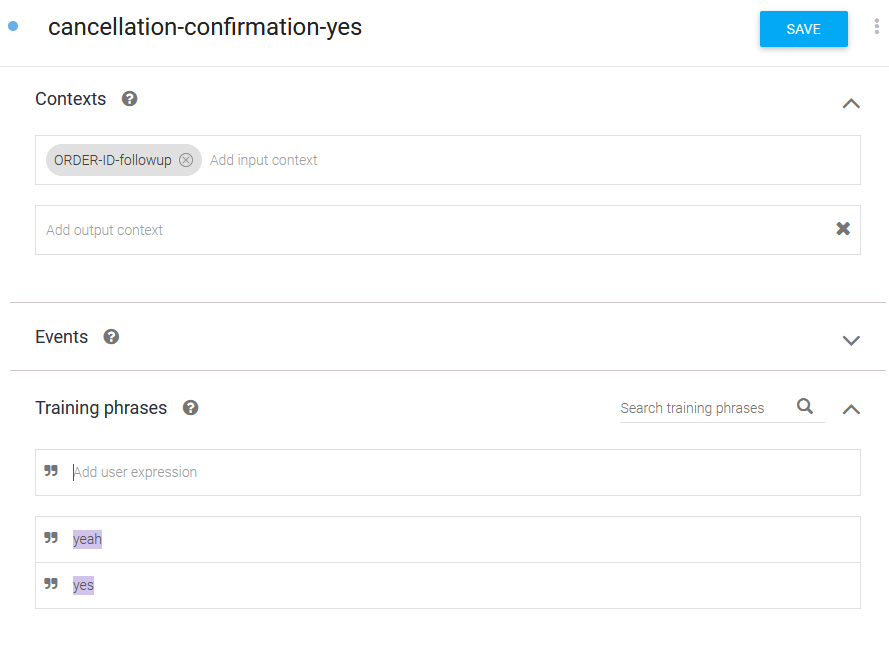 cancellation-confirmation-yes
SAVE
Contexts ?
ORDER-ID-followup Add input context
Add output context
Events ?
Training phrases ?
Search training phrases
Add user expression
yeah
yes